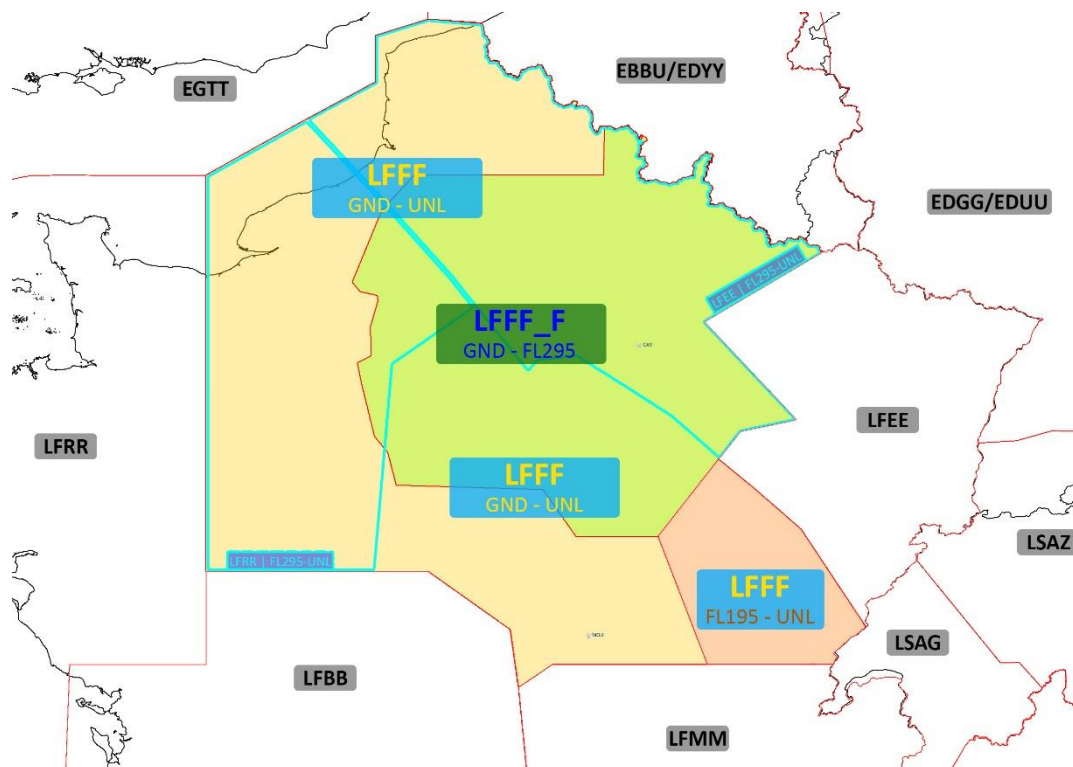 EGTT
EBBU/EDYY
LFFF
GND - UNL
EDGG/EDUU
LFEE | FL295-UNL
LFFF_F
GND - FL295
LFRR
LFEE
LFFF
GND - UNL
LSAZ
LFRR | FL295-UNL
LFFF
FL195 - UNL
LSAG
LFBB
LFMM